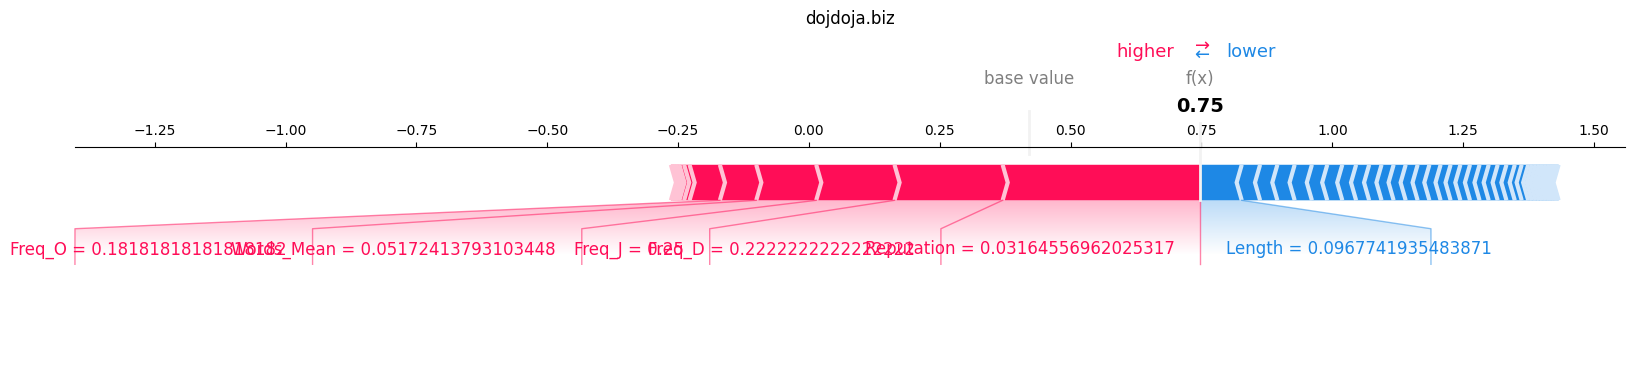 dojdoja.biz
higher → ← lower
base value f(x)
0.75
−1.25 −1.00 −0.75 −0.50 −0.25 0.00 0.25 0.50 0.75 1.00 1.25 1.50
Freq_O = 0.18181818181818182 Words_Mean = 0.05172413793103448 Freq_J = 0.25 Freq_D = 0.2222222222222222 Reputation = 0.03164556962025317 Length = 0.0967741935483871